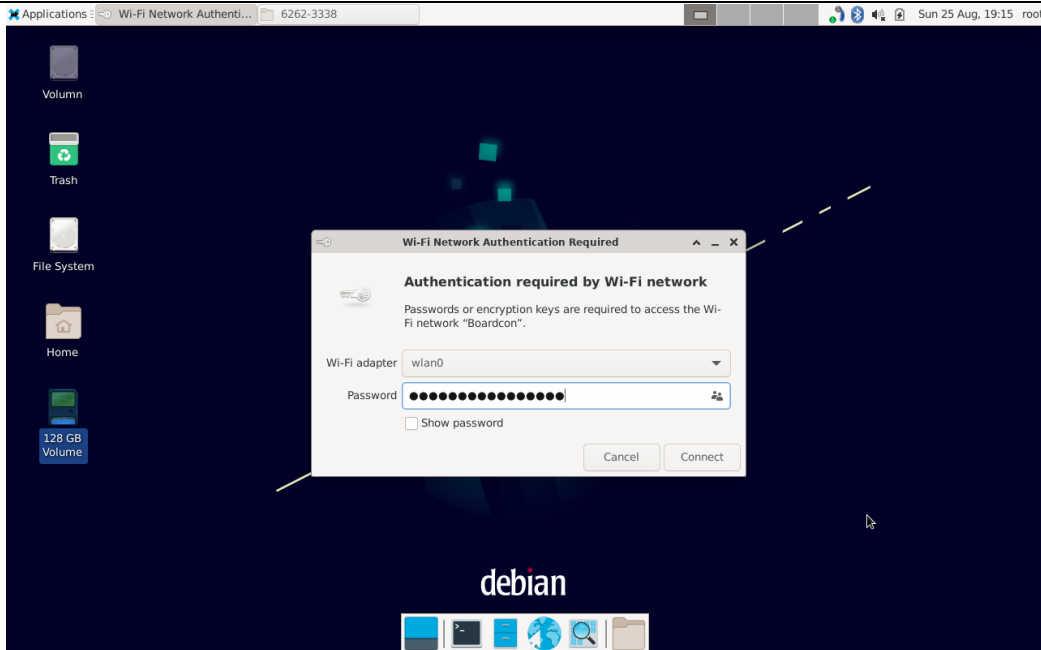 Applications
Wi-Fi Network Authenti...
6262-3338
Sun 25 Aug, 19:15
root
Volumn
Trash
File System
Home
128 GB
Volume
Wi-Fi Network Authentication Required
Authentication required by Wi-Fi network
Passwords or encryption keys are required to access the Wi-
Fi network “Boardcon”.
Wi-Fi adapter
wlan0
Password
●●●●●●●●●●●●●●●●
Show password
Cancel
Connect
debian